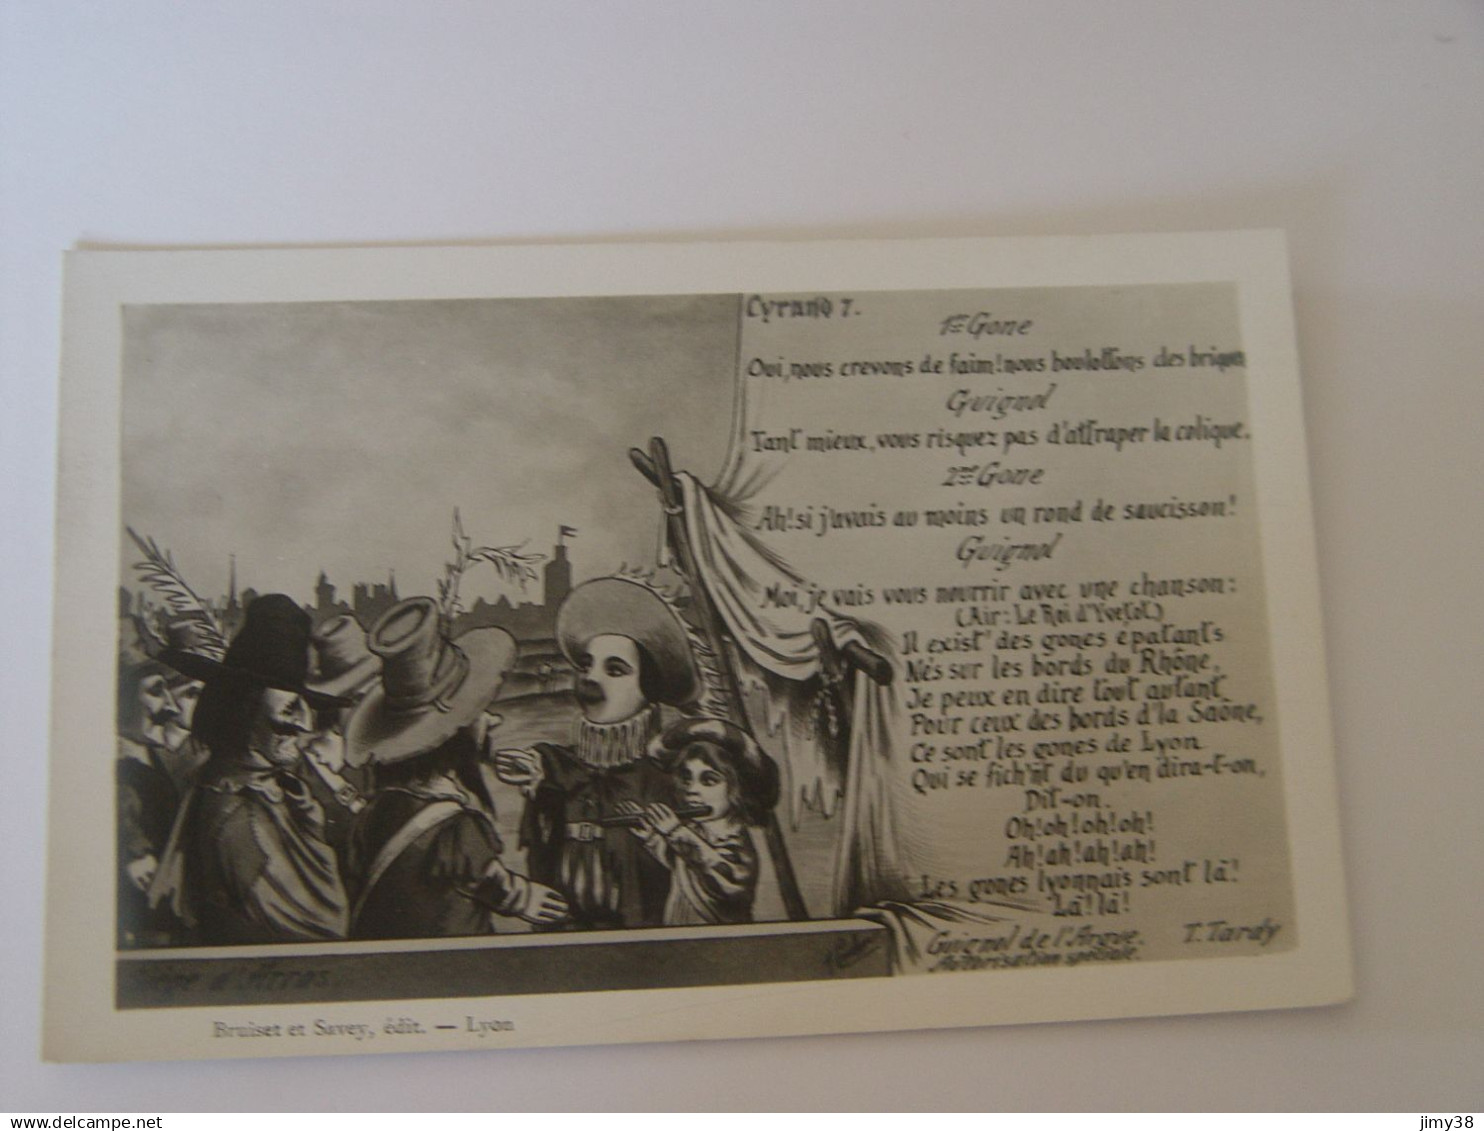 Cyrano 7.
1er Gone
Oui, nous crevons de faim! nous boulottons des briques
Guignol
Tant mieux, vous risquez pas d'attraper la colique.
2me Gone
Ah! si j'avais au moins un rond de saucisson!
Guignol
Moi, je vais vous nourrir avec une chanson:
(Air: Le Roi d'Yvetot.)
Il exist' des gones épatants
Nés sur les bords du Rhône,
Je peux en dire tout autant
Pour ceux des bords d'la Saône,
Ce sont les gones de Lyon
Qui se fich'nt du qu'en dira-t-on,
Dit-on.
Oh! oh! oh! oh!
Ah! ah! ah! ah!
Les gones lyonnais sont là!
Là! là!
Guignol de l'Argue. T. Tardy
Autorisation spéciale.
Siège d'Arras.
Bruiset et Savey, édit. — Lyon
jimy38